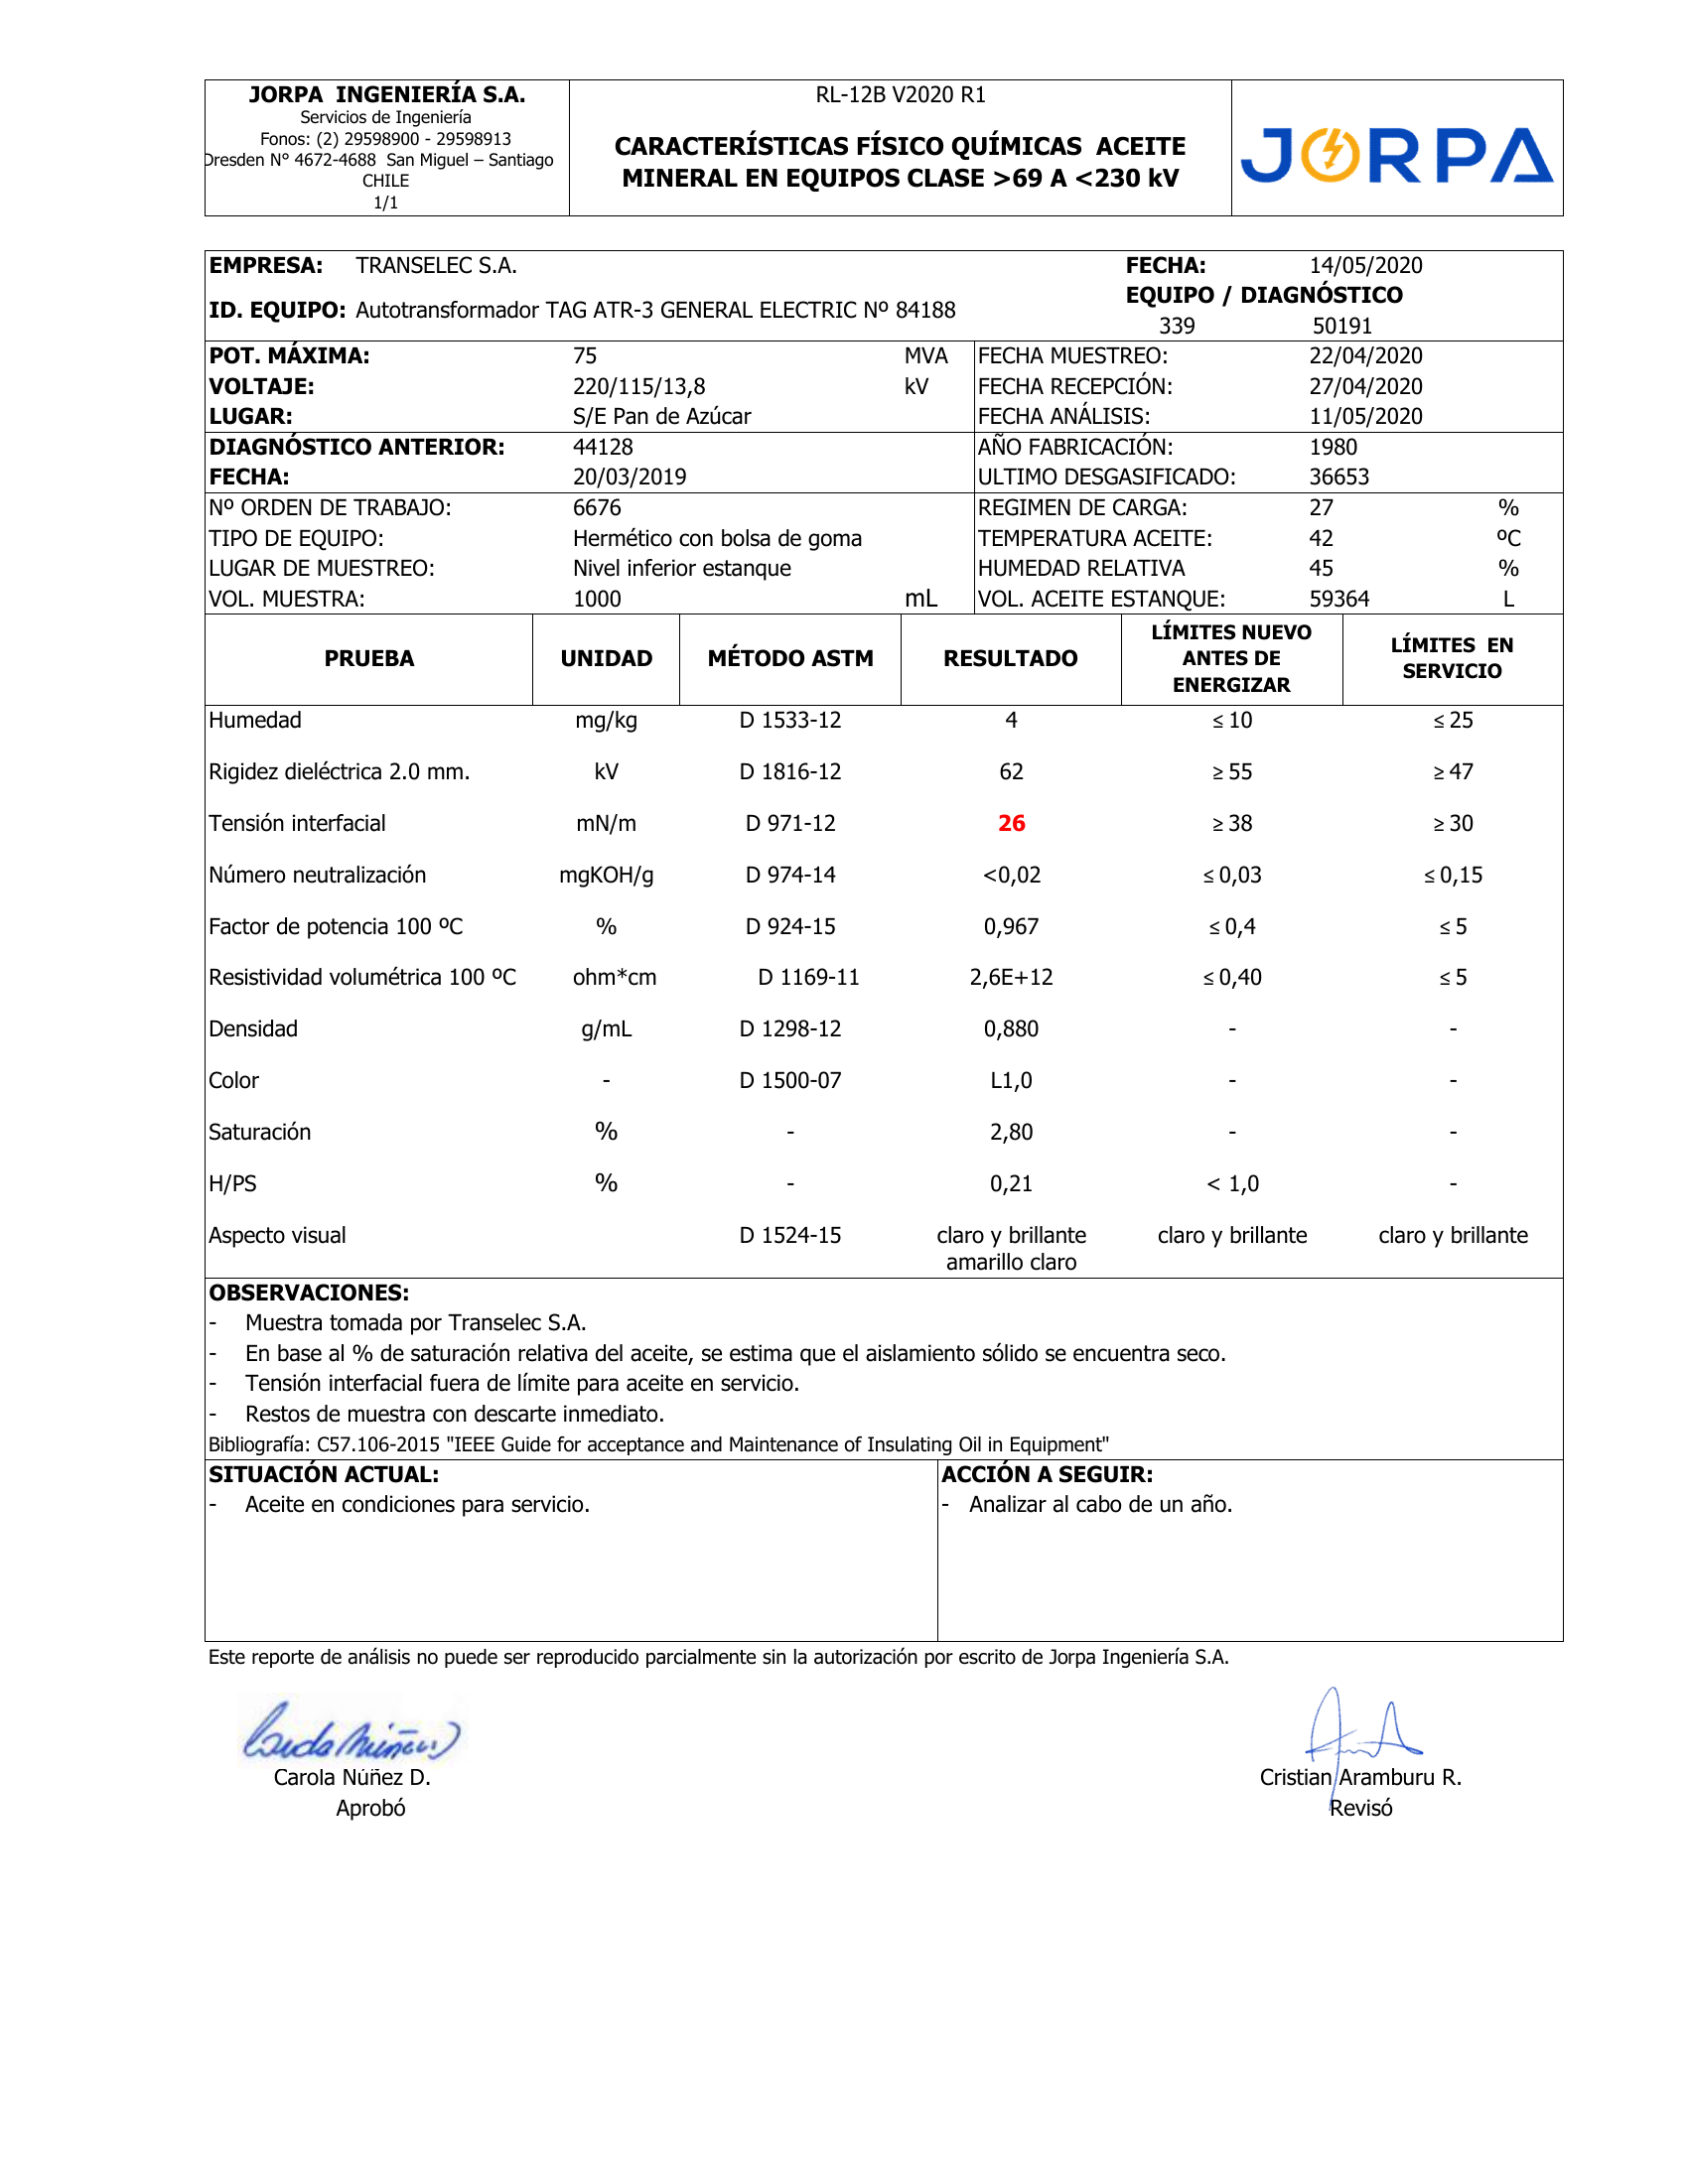 JORPA INGENIERÍA S.A.
Servicios de Ingeniería
Fonos: (2) 29598900 - 29598913
Dresden N° 4672-4688 San Miguel – Santiago
CHILE
1/1
RL-12B V2020 R1
CARACTERÍSTICAS FÍSICO QUÍMICAS ACEITE
MINERAL EN EQUIPOS CLASE >69 A <230 kV
JORPA
EMPRESA: TRANSELEC S.A. FECHA: 14/05/2020
EQUIPO / DIAGNÓSTICO
ID. EQUIPO: Autotransformador TAG ATR-3 GENERAL ELECTRIC Nº 84188
339 50191
POT. MÁXIMA: 75 MVA FECHA MUESTREO: 22/04/2020
VOLTAJE: 220/115/13,8 kV FECHA RECEPCIÓN: 27/04/2020
LUGAR: S/E Pan de Azúcar FECHA ANÁLISIS: 11/05/2020
DIAGNÓSTICO ANTERIOR: 44128 AÑO FABRICACIÓN: 1980
FECHA: 20/03/2019 ULTIMO DESGASIFICADO: 36653
Nº ORDEN DE TRABAJO: 6676 REGIMEN DE CARGA: 27 %
TIPO DE EQUIPO: Hermético con bolsa de goma TEMPERATURA ACEITE: 42 ºC
LUGAR DE MUESTREO: Nivel inferior estanque HUMEDAD RELATIVA 45 %
VOL. MUESTRA: 1000 mL VOL. ACEITE ESTANQUE: 59364 L
PRUEBA UNIDAD MÉTODO ASTM RESULTADO LÍMITES NUEVO ANTES DE ENERGIZAR LÍMITES EN SERVICIO
Humedad mg/kg D 1533-12 4 ≤ 10 ≤ 25
Rigidez dieléctrica 2.0 mm. kV D 1816-12 62 ≥ 55 ≥ 47
Tensión interfacial mN/m D 971-12 26 ≥ 38 ≥ 30
Número neutralización mgKOH/g D 974-14 <0,02 ≤ 0,03 ≤ 0,15
Factor de potencia 100 ºC % D 924-15 0,967 ≤ 0,4 ≤ 5
Resistividad volumétrica 100 ºC ohm*cm D 1169-11 2,6E+12 ≤ 0,40 ≤ 5
Densidad g/mL D 1298-12 0,880 - -
Color - D 1500-07 L1,0 - -
Saturación % - 2,80 - -
H/PS % - 0,21 < 1,0 -
Aspecto visual D 1524-15 claro y brillante claro y brillante claro y brillante
amarillo claro
OBSERVACIONES:
- Muestra tomada por Transelec S.A.
- En base al % de saturación relativa del aceite, se estima que el aislamiento sólido se encuentra seco.
- Tensión interfacial fuera de límite para aceite en servicio.
- Restos de muestra con descarte inmediato.
Bibliografía: C57.106-2015 "IEEE Guide for acceptance and Maintenance of Insulating Oil in Equipment"
SITUACIÓN ACTUAL: ACCIÓN A SEGUIR:
- Aceite en condiciones para servicio. - Analizar al cabo de un año.
Este reporte de análisis no puede ser reproducido parcialmente sin la autorización por escrito de Jorpa Ingeniería S.A.
Carola Núñez D. Cristian Aramburu R.
Aprobó Revisó